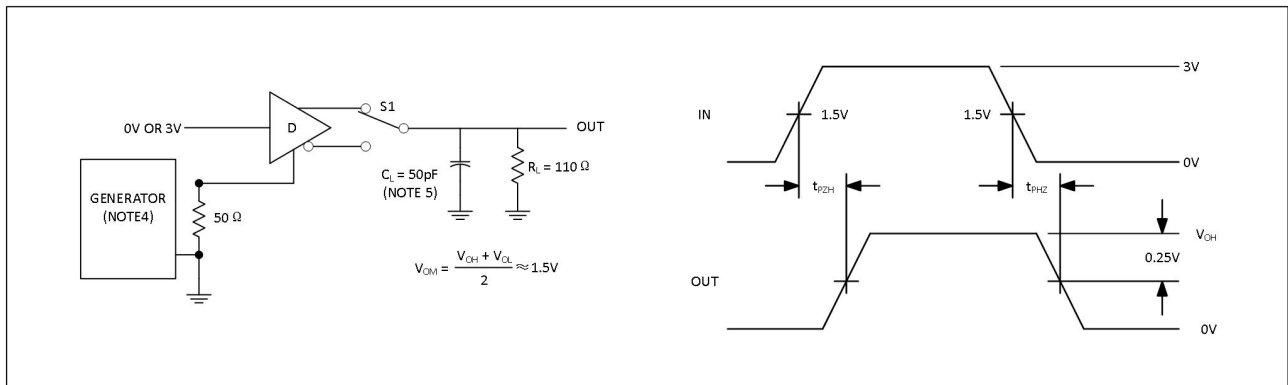 0V OR 3V
D
S1
OUT
GENERATOR
(NOTE4)
50 Ω
C_L = 50pF
(NOTE 5)
R_L = 110 Ω
V_OM = (V_OH + V_OL) / 2 ≈ 1.5V
IN
1.5V
1.5V
3V
0V
t_PZH
t_PHZ
OUT
V_OH
0.25V
0V